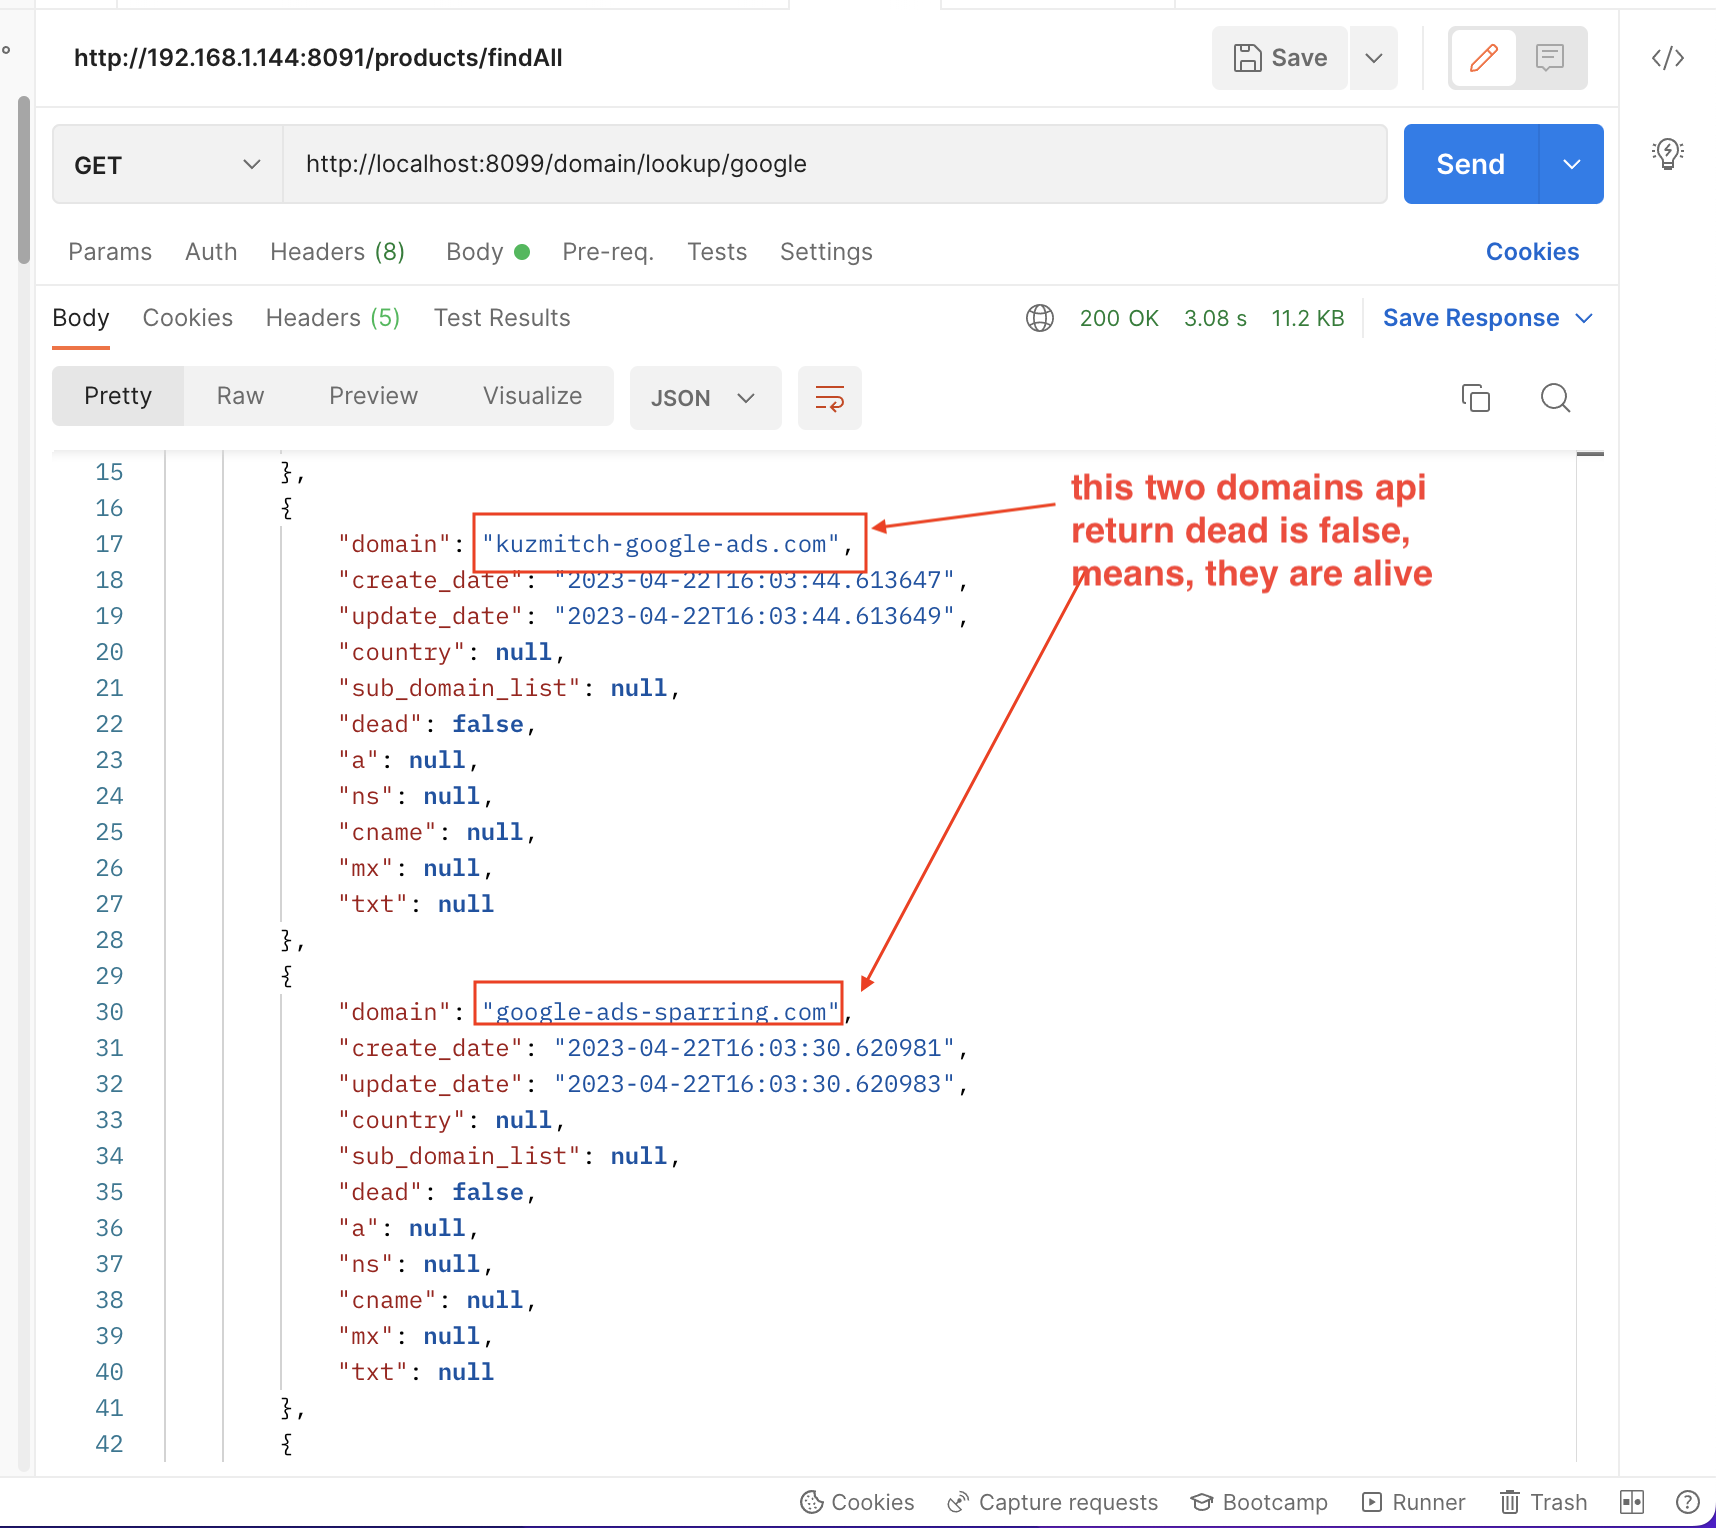 http://192.168.1.144:8091/products/findAll
Save
GET
http://localhost:8099/domain/lookup/google
Send
Params Auth Headers (8) Body Pre-req. Tests Settings Cookies
Body Cookies Headers (5) Test Results 200 OK 3.08 s 11.2 KB Save Response
Pretty Raw Preview Visualize JSON
this two domains api
return dead is false,
means, they are alive
15 },
16 {
17 "domain": "kuzmitch-google-ads.com",
18 "create_date": "2023-04-22T16:03:44.613647",
19 "update_date": "2023-04-22T16:03:44.613649",
20 "country": null,
21 "sub_domain_list": null,
22 "dead": false,
23 "a": null,
24 "ns": null,
25 "cname": null,
26 "mx": null,
27 "txt": null
28 },
29 {
30 "domain": "google-ads-sparring.com",
31 "create_date": "2023-04-22T16:03:30.620981",
32 "update_date": "2023-04-22T16:03:30.620983",
33 "country": null,
34 "sub_domain_list": null,
35 "dead": false,
36 "a": null,
37 "ns": null,
38 "cname": null,
39 "mx": null,
40 "txt": null
41 },
42 {
Cookies Capture requests Bootcamp Runner Trash